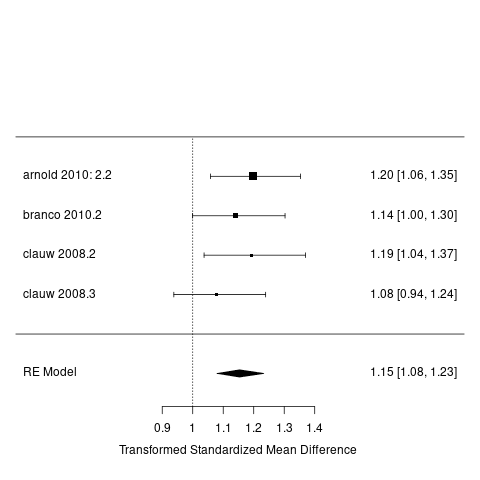 arnold 2010: 2.2 1.20 [1.06, 1.35]
branco 2010.2 1.14 [1.00, 1.30]
clauw 2008.2 1.19 [1.04, 1.37]
clauw 2008.3 1.08 [0.94, 1.24]
RE Model 1.15 [1.08, 1.23]
0.9 1 1.1 1.2 1.3 1.4
Transformed Standardized Mean Difference